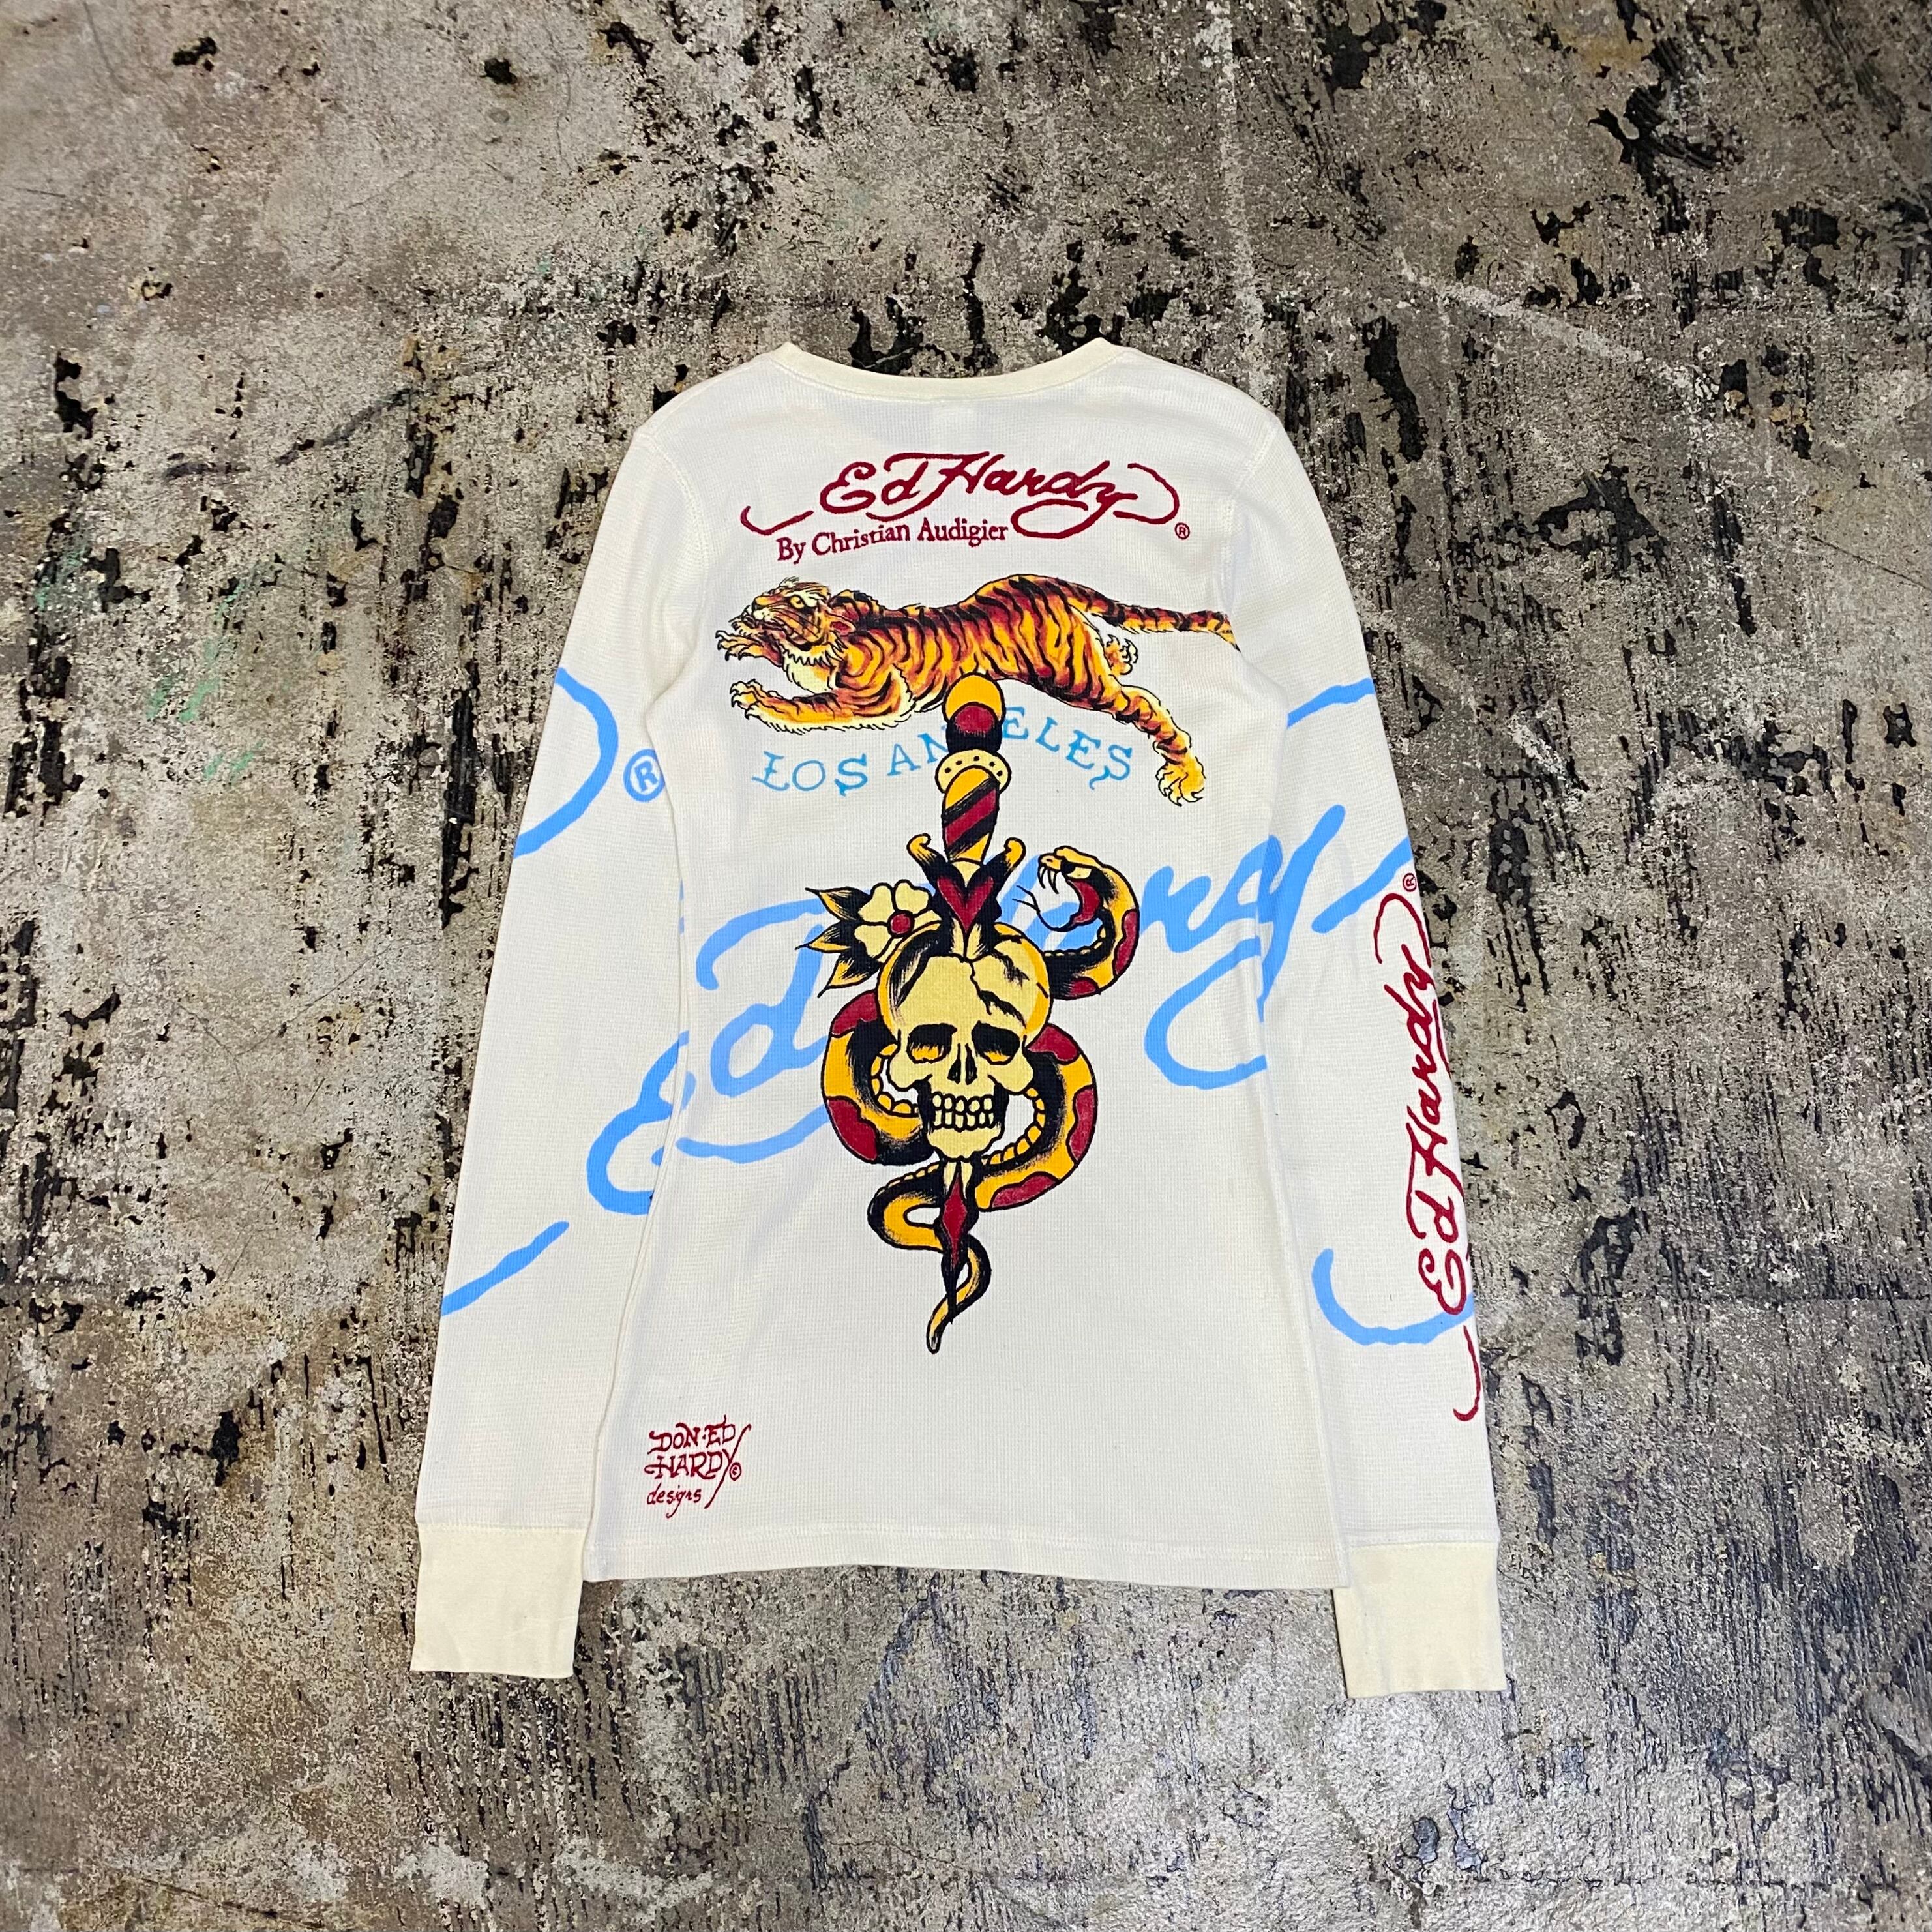 Ed Hardy ®
By Christian Audigier
LOS AN ELES
®
Ed Hardy
Ed Hardy ®
DON·ED
HARDY ©
designs